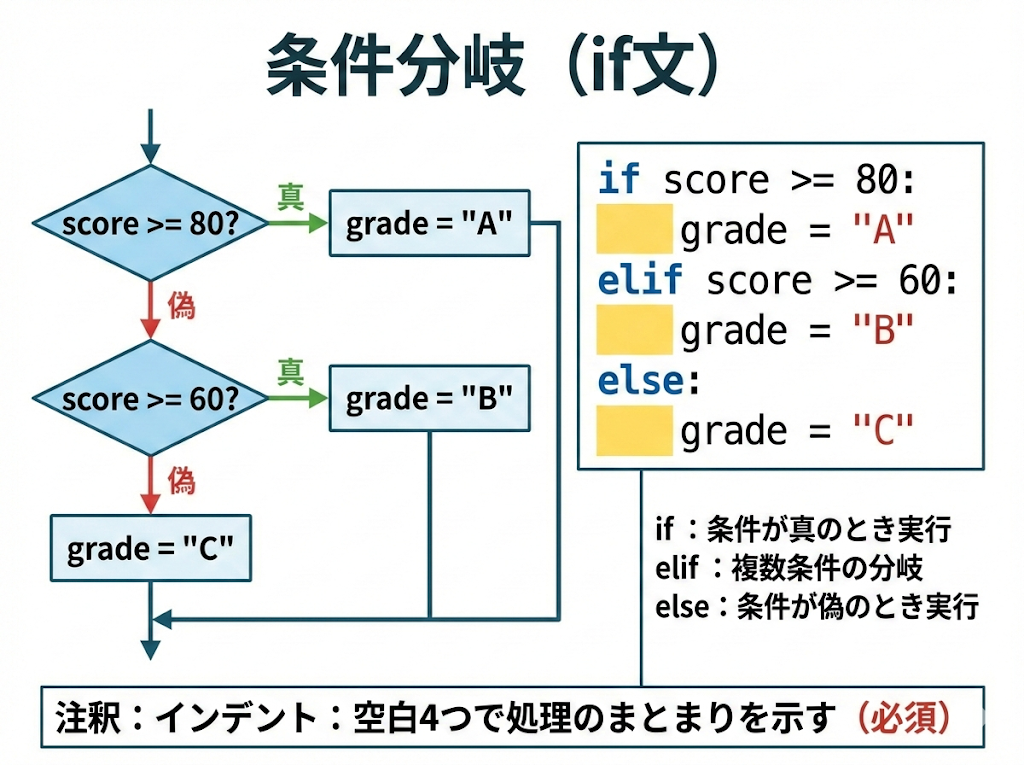 条件分岐（if文）
score >= 80?
真
grade = "A"
偽
score >= 60?
真
grade = "B"
偽
grade = "C"
if score >= 80:
grade = "A"
elif score >= 60:
grade = "B"
else:
grade = "C"
if ：条件が真のとき実行
elif ：複数条件の分岐
else：条件が偽のとき実行
注釈：インデント：空白4つで処理のまとまりを示す（必須）